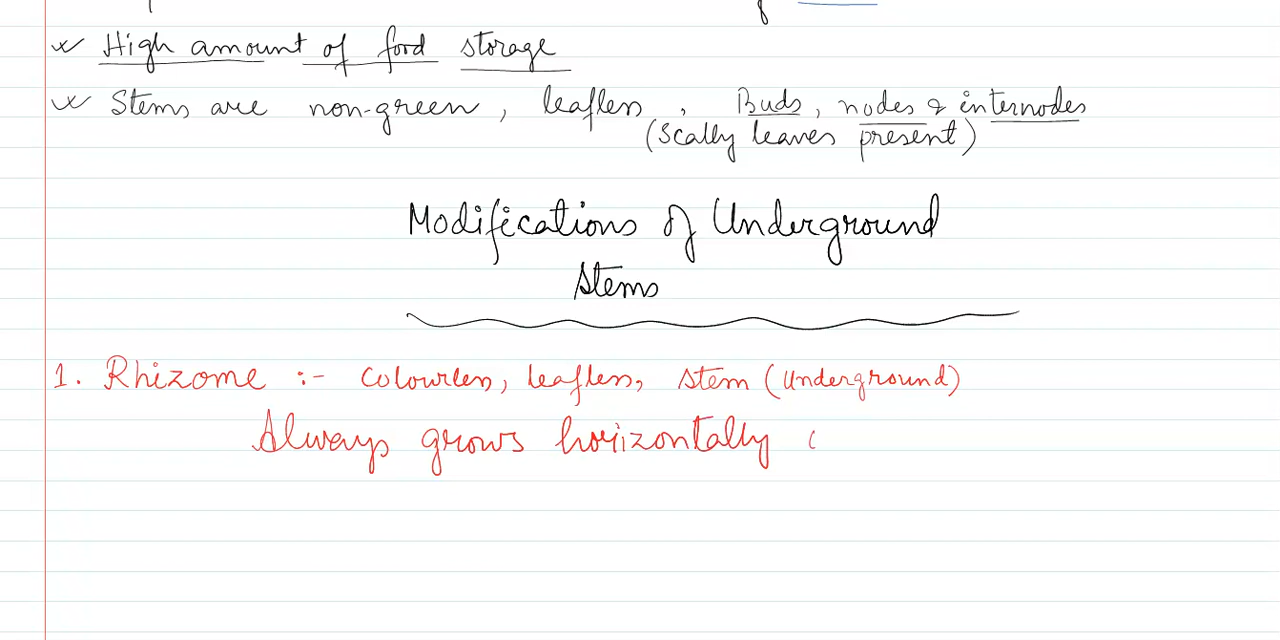 High amount of food storage
Stems are non-green, leafless, Buds, nodes & internodes
(Scally leaves present)
Modifications of Underground
Stems
1. Rhizome :- Colourless, leafless, stem (Underground)
Always grows horizontally (